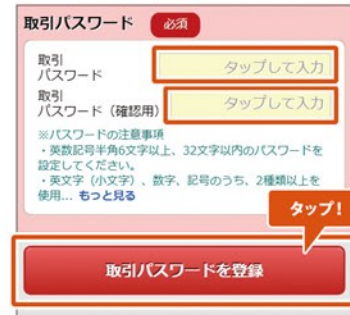 取引パスワード 必須
取引
パスワード
タップして入力
取引
パスワード（確認用）
タップして入力
※パスワードの注意事項
・英数記号半角6文字以上、32文字以内のパスワードを
設定してください。
・英文字（小文字）、数字、記号のうち、2種類以上を
使用... もっと見る
タップ！
取引パスワードを登録